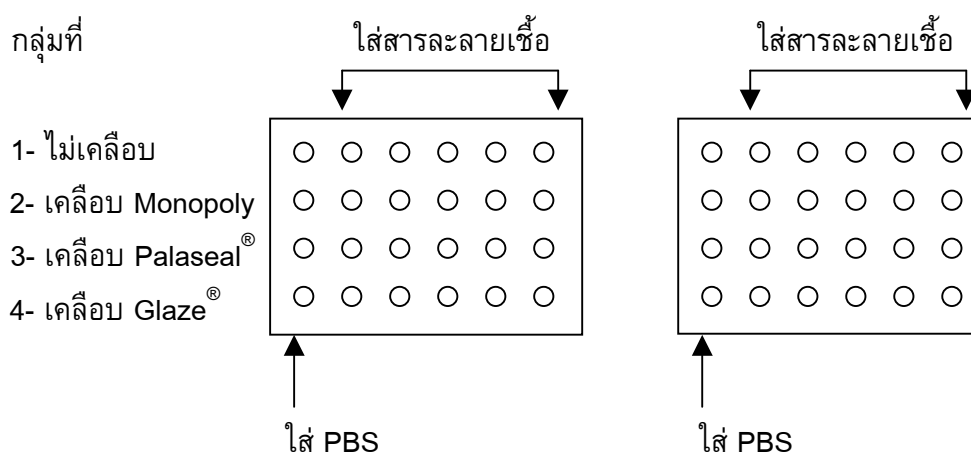 กลุ่มที่
ใส่สารละลายเชื้อ
ใส่สารละลายเชื้อ
1- ไม่เคลือบ
2- เคลือบ Monopoly
3- เคลือบ Palaseal®
4- เคลือบ Glaze®
ใส่ PBS
ใส่ PBS